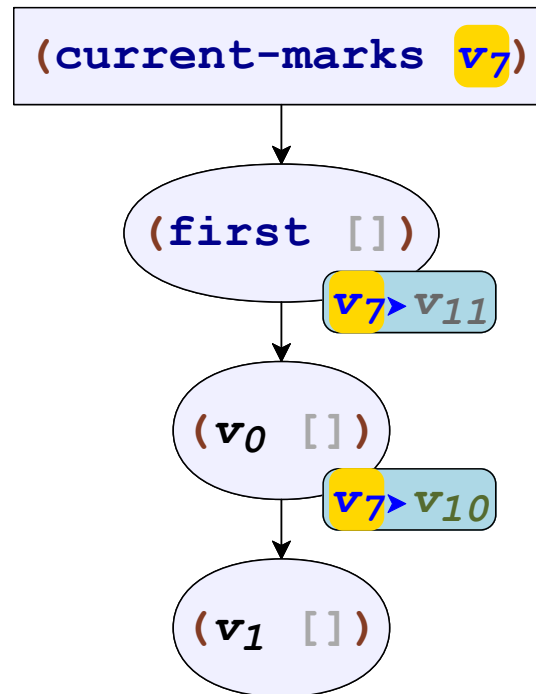 (current-marks v₇)
(first [])
v₇➤v₁₁
(v₀ [])
v₇➤v₁₀
(v₁ [])